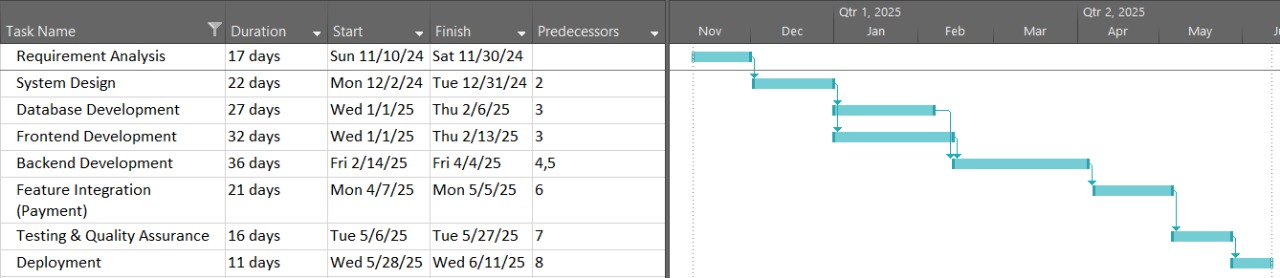 Qtr 1, 2025 Qtr 2, 2025
Task Name Duration Start Finish Predecessors Nov Dec Jan Feb Mar Apr May
Requirement Analysis 17 days Sun 11/10/24 Sat 11/30/24
System Design 22 days Mon 12/2/24 Tue 12/31/24 2
Database Development 27 days Wed 1/1/25 Thu 2/6/25 3
Frontend Development 32 days Wed 1/1/25 Thu 2/13/25 3
Backend Development 36 days Fri 2/14/25 Fri 4/4/25 4,5
Feature Integration 21 days Mon 4/7/25 Mon 5/5/25 6
(Payment)
Testing & Quality Assurance 16 days Tue 5/6/25 Tue 5/27/25 7
Deployment 11 days Wed 5/28/25 Wed 6/11/25 8